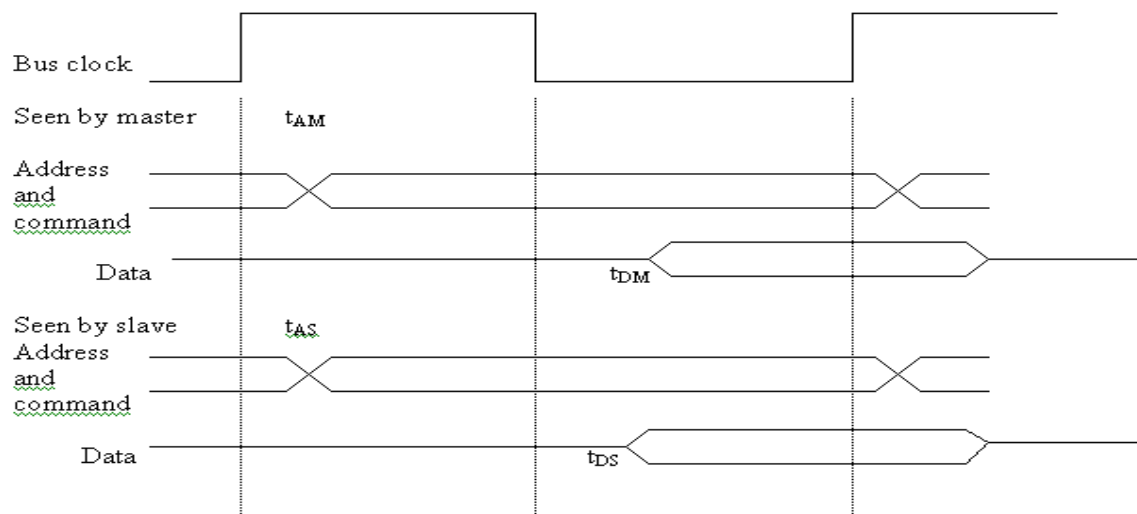 Bus clock
Seen by master
tAM
Address
and
command
Data
tDM
Seen by slave
tAS
Address
and
command
Data
tDS